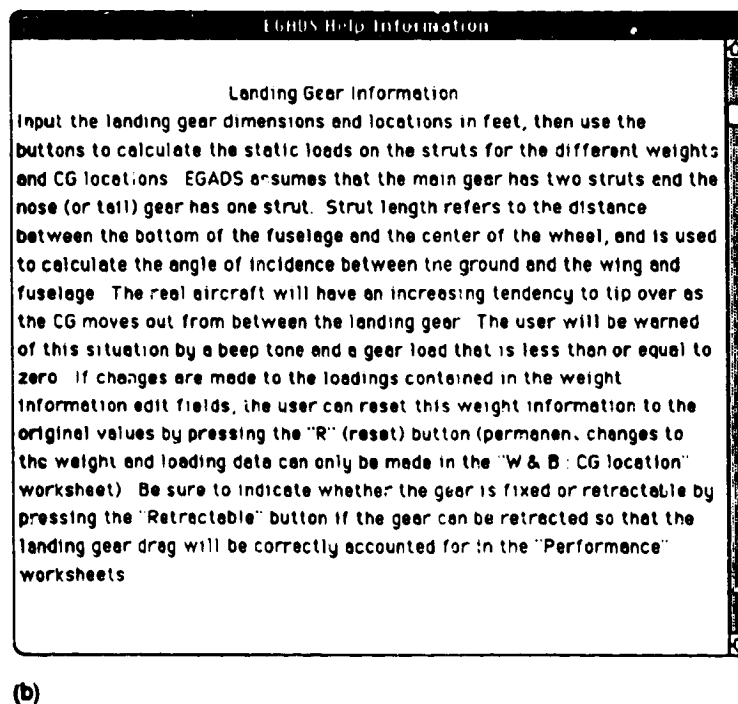 EGADS Help Information
Landing Gear Information
Input the landing gear dimensions and locations in feet, then use the
buttons to calculate the static loads on the struts for the different weights
and CG locations EGADS assumes that the main gear has two struts and the
nose (or tail) gear has one strut. Strut length refers to the distance
between the bottom of the fuselage and the center of the wheel, and is used
to calculate the angle of incidence between the ground and the wing and
fuselage The real aircraft will have an increasing tendency to tip over as
the CG moves out from between the landing gear The user will be warned
of this situation by a beep tone and a gear load that is less than or equal to
zero If changes are made to the loadings contained in the weight
information edit fields, the user can reset this weight information to the
original values by pressing the "R" (reset) button (permanent changes to
the weight and loading data can only be made in the "W & B : CG location"
worksheet) Be sure to indicate whether the gear is fixed or retractable by
pressing the "Retractable" button if the gear can be retracted so that the
landing gear drag will be correctly accounted for in the "Performance"
worksheets
(b)